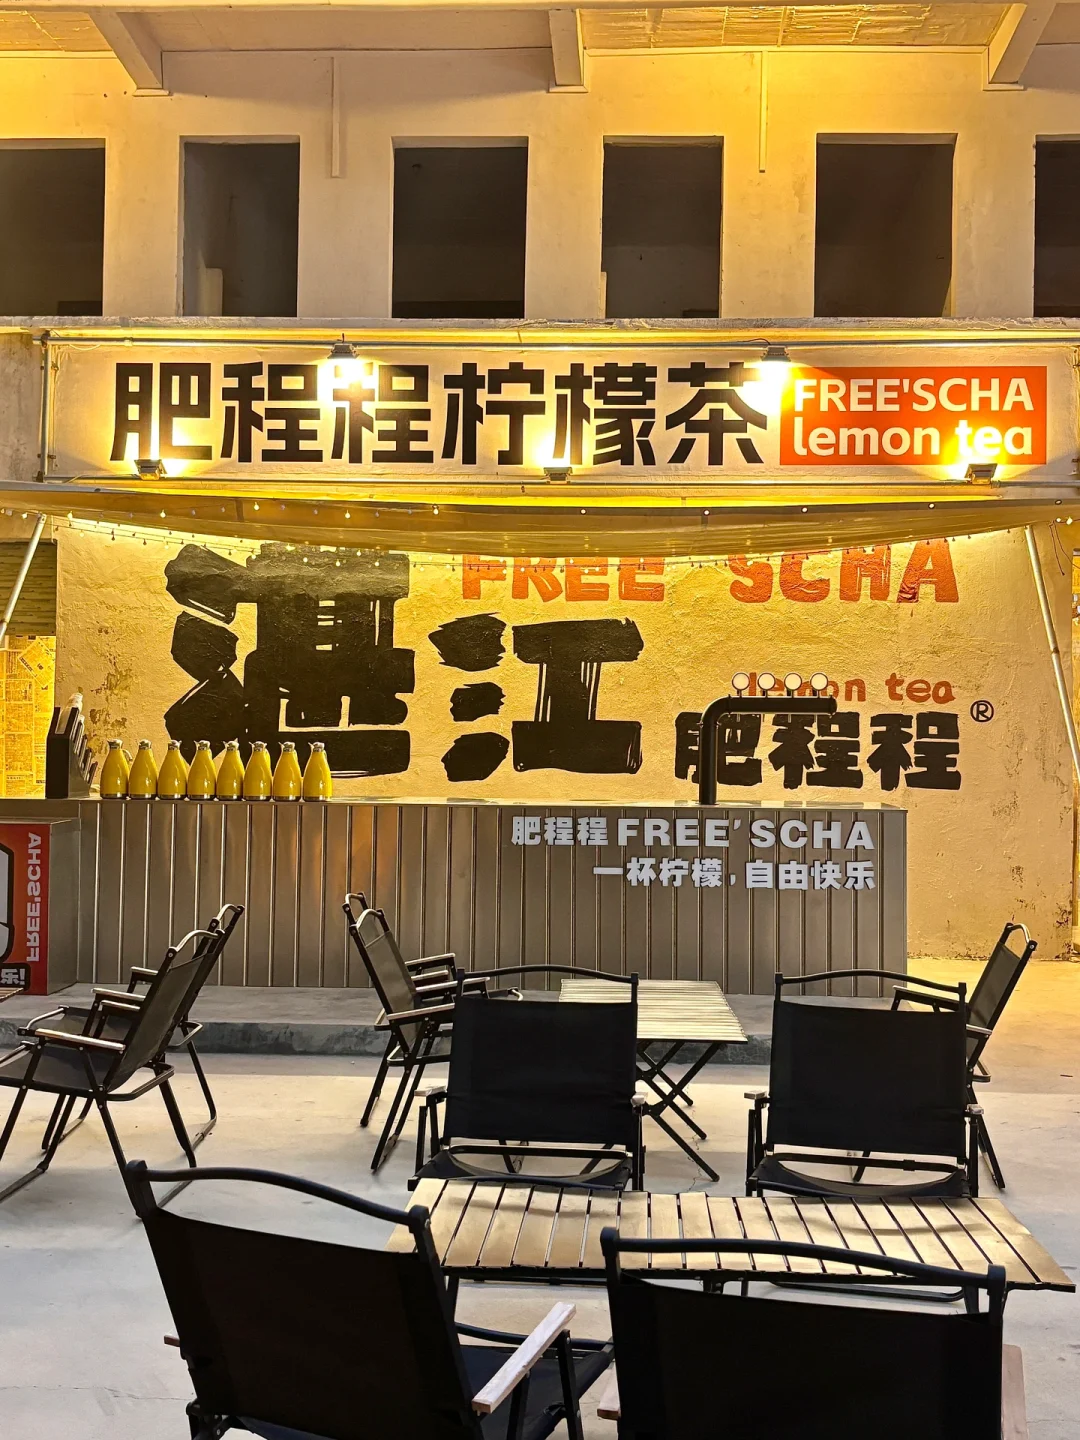 肥程程柠檬茶
FREE'SCHA
lemon tea
FREE SCHA
湛江
lemon tea
肥程程®
肥程程 FREE'SCHA
一杯柠檬,自由快乐
FREE'SCHA
乐!